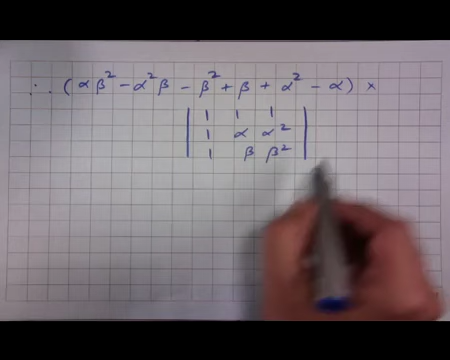 ∴ (αβ² - α²β - β² + β + α² - α) ×
| 1 1 1 |
| 1 α α² |
| 1 β β² |